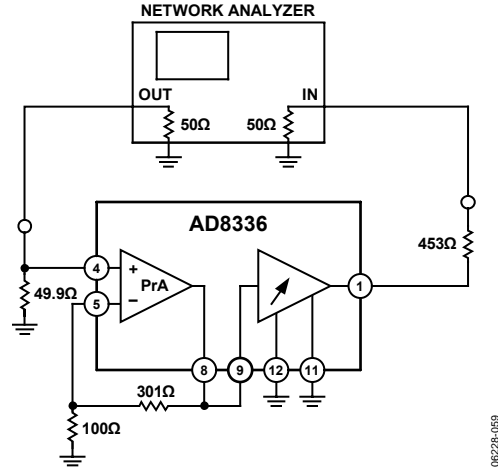 NETWORK ANALYZER
OUT
IN
50Ω
50Ω
AD8336
453Ω
4
+
PrA
5
–
1
49.9Ω
8
9
12
11
301Ω
100Ω
06228-059